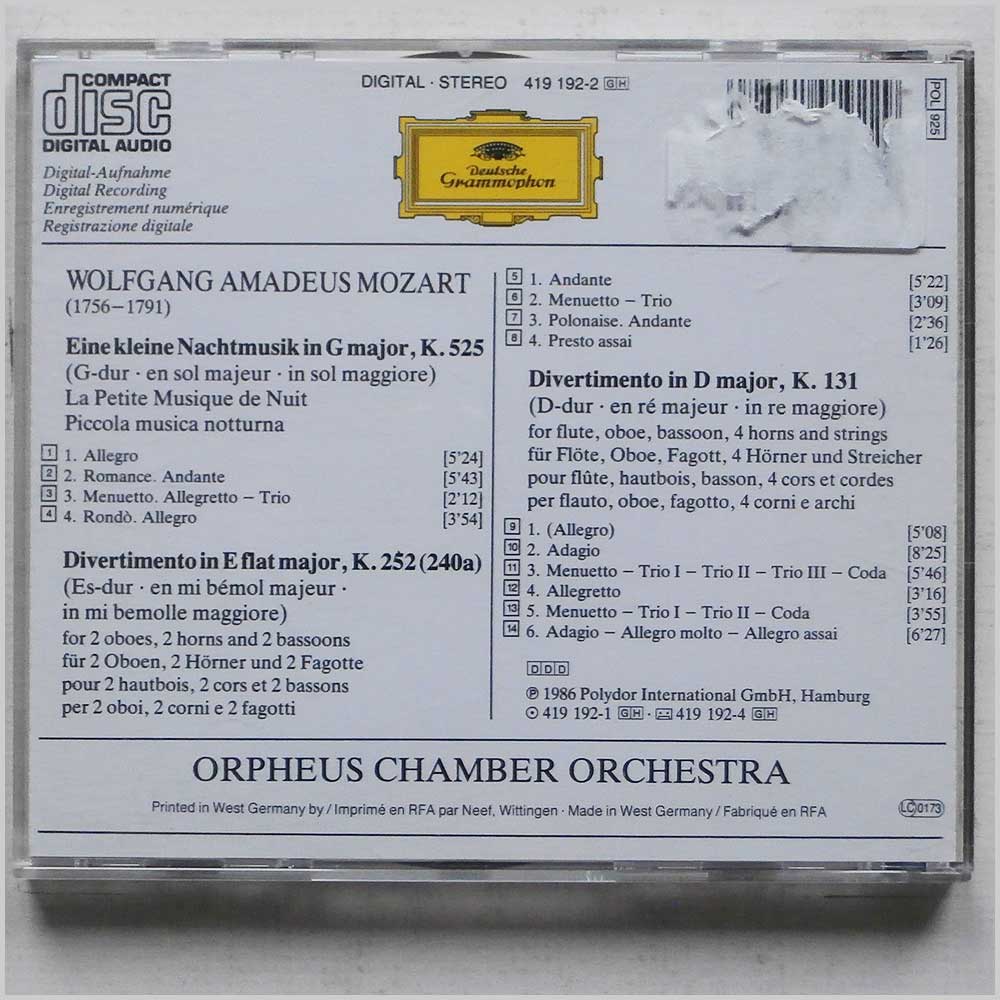 COMPACT
disc
DIGITAL AUDIO
Digital-Aufnahme
Digital Recording
Enregistrement numérique
Registrazione digitale
DIGITAL · STEREO 419 192-2 GH
Deutsche
Grammophon
POL 925
WOLFGANG AMADEUS MOZART
(1756–1791)
Eine kleine Nachtmusik in G major, K. 525
(G-dur · en sol majeur · in sol maggiore)
La Petite Musique de Nuit
Piccola musica notturna
1 1. Allegro [5'24]
2 2. Romance. Andante [5'43]
3 3. Menuetto. Allegretto – Trio [2'12]
4 4. Rondò. Allegro [3'54]
Divertimento in E flat major, K. 252 (240a)
(Es-dur · en mi bémol majeur ·
in mi bemolle maggiore)
for 2 oboes, 2 horns and 2 bassoons
für 2 Oboen, 2 Hörner und 2 Fagotte
pour 2 hautbois, 2 cors et 2 bassons
per 2 oboi, 2 corni e 2 fagotti
5 1. Andante [5'22]
6 2. Menuetto – Trio [3'09]
7 3. Polonaise. Andante [2'36]
8 4. Presto assai [1'26]
Divertimento in D major, K. 131
(D-dur · en ré majeur · in re maggiore)
for flute, oboe, bassoon, 4 horns and strings
für Flöte, Oboe, Fagott, 4 Hörner und Streicher
pour flûte, hautbois, basson, 4 cors et cordes
per flauto, oboe, fagotto, 4 corni e archi
9 1. (Allegro) [5'08]
10 2. Adagio [8'25]
11 3. Menuetto – Trio I – Trio II – Trio III – Coda [5'46]
12 4. Allegretto [3'16]
13 5. Menuetto – Trio I – Trio II – Coda [3'55]
14 6. Adagio – Allegro molto – Allegro assai [6'27]
DDD
℗ 1986 Polydor International GmbH, Hamburg
419 192-1 GH · 419 192-4 GH
ORPHEUS CHAMBER ORCHESTRA
Printed in West Germany by / Imprimé en RFA par Neef, Wittingen · Made in West Germany / Fabriqué en RFA
LC 0173